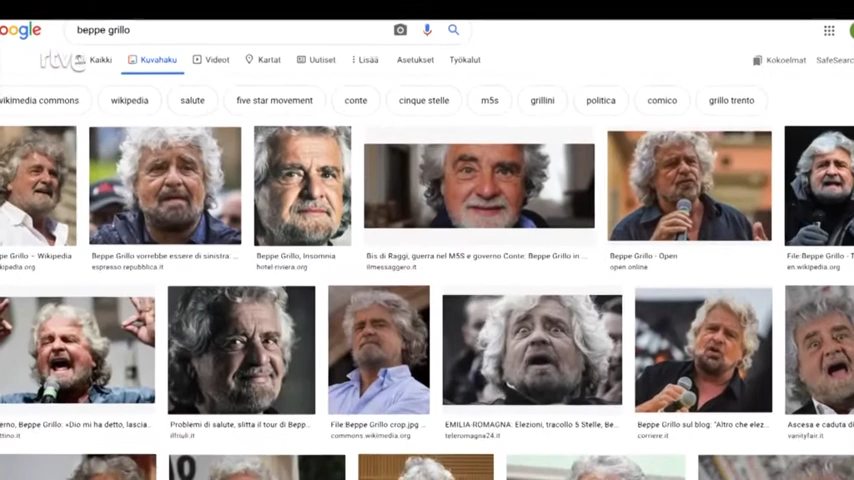 oogle
beppe grillo
rtve
Kaikki
Kuvahaku
Videot
Kartat
Uutiset
Lisää
Asetukset
Työkalut
Kokoelmat
SafeSearc
wikimedia commons
wikipedia
salute
five star movement
conte
cinque stelle
m5s
grillini
politica
comico
grillo trento
pe Grillo – Wikipedia
kipedia.org
Beppe Grillo vorrebbe essere di sinistra: ...
espresso.repubblica.it
Beppe Grillo, Insomnia
hotel-riviera.org
Bis di Raggi, guerra nel M5S e governo Conte: Beppe Grillo in ...
ilmessaggero.it
Beppe Grillo - Open
open.online
File:Beppe Grillo - T
en.wikipedia.org
erno, Beppe Grillo: «Dio mi ha detto, lascia...
ttino.it
Problemi di salute, slitta il tour di Bepp...
ilfriuli.it
File:Beppe Grillo crop.jpg ...
commons.wikimedia.org
EMILIA-ROMAGNA: Elezioni, tracollo 5 Stelle, Be...
teleromagna24.it
Beppe Grillo sul blog: "Altro che elez...
corriere.it
Ascesa e caduta di
vanityfair.it